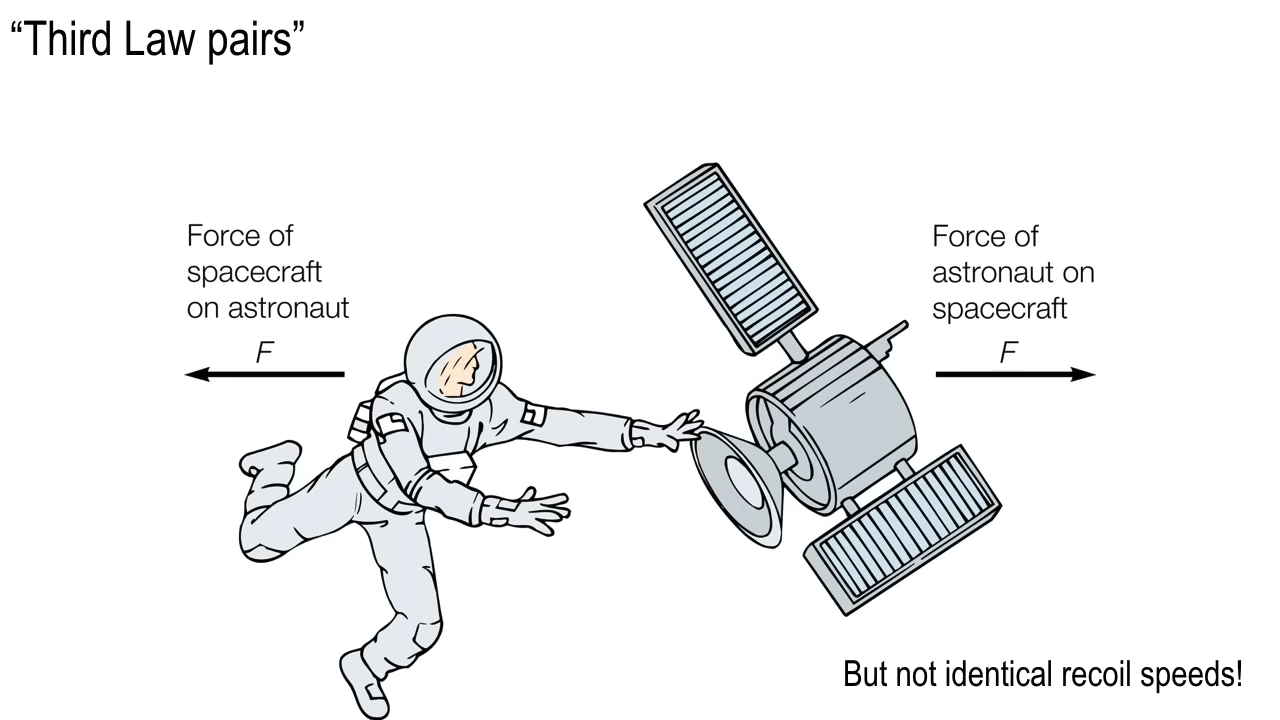 “Third Law pairs”
Force of
spacecraft
on astronaut
F
Force of
astronaut on
spacecraft
F
But not identical recoil speeds!